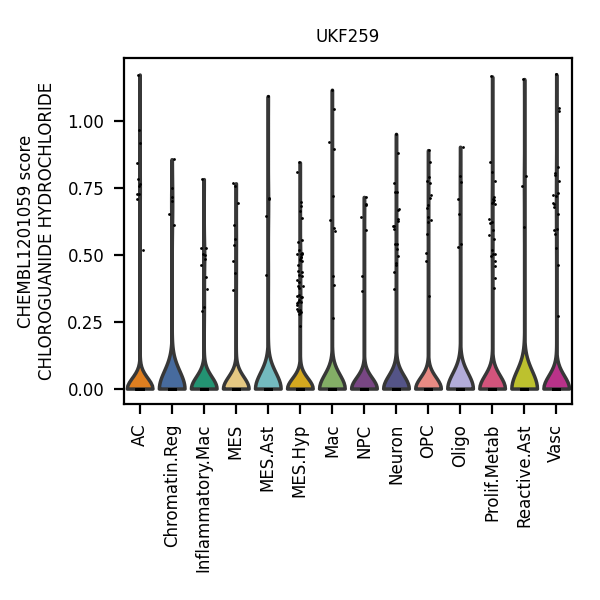 UKF259
CHEMBL1201059 score
CHLOROGUANIDE HYDROCHLORIDE
1.00
0.75
0.50
0.25
0.00
AC
Chromatin.Reg
Inflammatory.Mac
MES
MES.Ast
MES.Hyp
Mac
NPC
Neuron
OPC
Oligo
Prolif.Metab
Reactive.Ast
Vasc